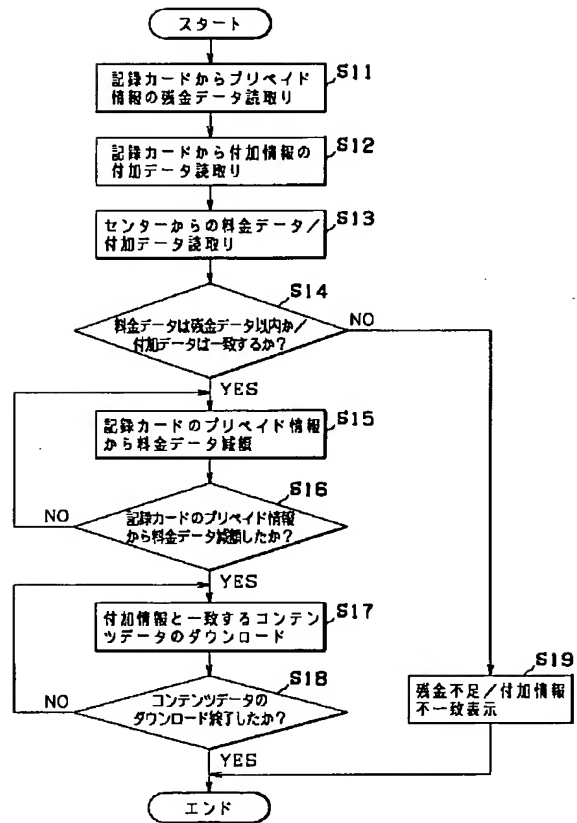 スタート
記録カードからプリペイド
情報の残金データ読取り
S11
記録カードから付加情報の
付加データ読取り
S12
センターからの料金データ/
付加データ読取り
S13
料金データは残金データ以内か/
付加データは一致するか?
S14
NO
YES
記録カードのプリペイド情報
から料金データ減額
S15
記録カードのプリペイド情報
から料金データ減額したか?
S16
NO
YES
付加情報と一致するコンテン
ツデータのダウンロード
S17
コンテンツデータの
ダウンロード終了したか?
S18
NO
YES
残金不足/付加情報
不一致表示
S19
エンド